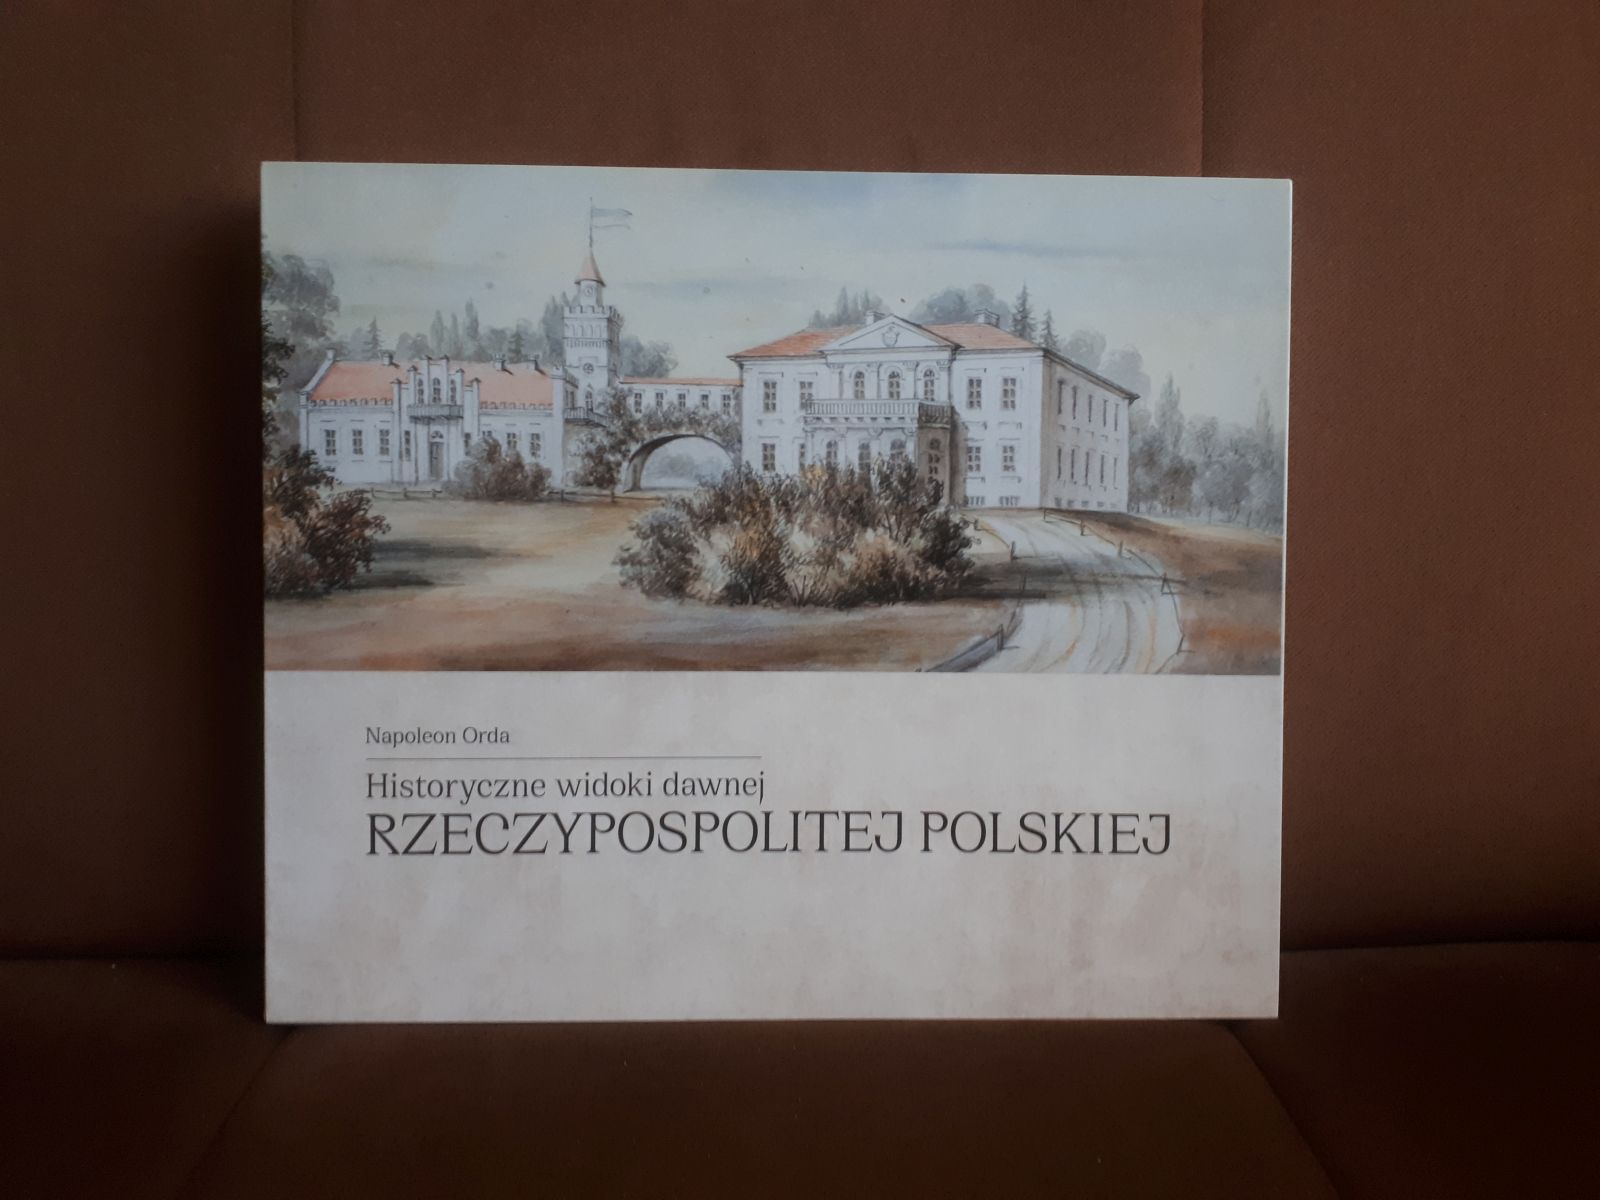 Napoleon Orda
Historyczne widoki dawnej
RZECZYPOSPOLITEJ POLSKIEJ